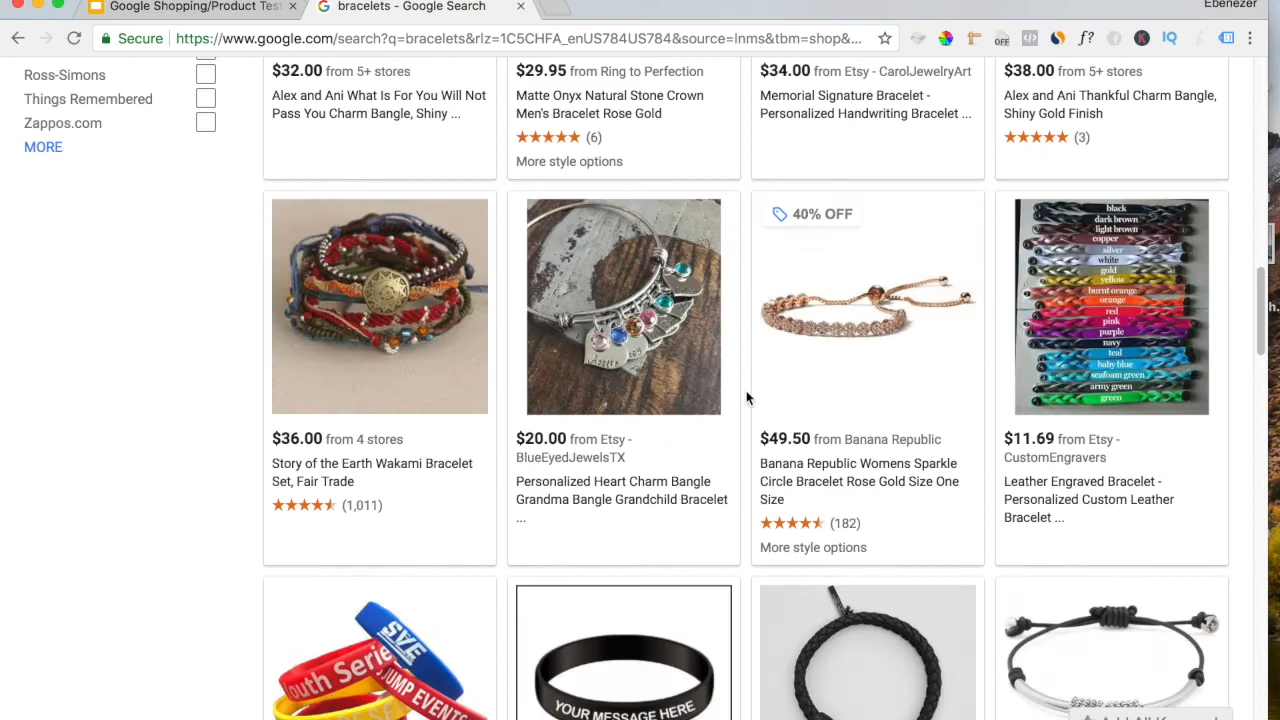 Google Shopping/Product Test
bracelets - Google Search
Ebenezer
Secure
https://www.google.com/search?q=bracelets&rlz=1C5CHFA_enUS784US784&source=lnms&tbm=shop&...
OFF
f?
K
IQ
Ross-Simons
Things Remembered
Zappos.com
MORE
$32.00 from 5+ stores
Alex and Ani What Is For You Will Not
Pass You Charm Bangle, Shiny ...
$29.95 from Ring to Perfection
Matte Onyx Natural Stone Crown
Men's Bracelet Rose Gold
(6)
More style options
$34.00 from Etsy - CarolJewelryArt
Memorial Signature Bracelet -
Personalized Handwriting Bracelet ...
$38.00 from 5+ stores
Alex and Ani Thankful Charm Bangle,
Shiny Gold Finish
(3)
40% OFF
black
dark brown
light brown
copper
silver
white
gold
yellow
burnt orange
orange
red
pink
purple
navy
teal
baby blue
seafoam green
army green
green
$36.00 from 4 stores
Story of the Earth Wakami Bracelet
Set, Fair Trade
(1,011)
$20.00 from Etsy -
BlueEyedJewelsTX
Personalized Heart Charm Bangle
Grandma Bangle Grandchild Bracelet
...
$49.50 from Banana Republic
Banana Republic Womens Sparkle
Circle Bracelet Rose Gold Size One
Size
(182)
More style options
$11.69 from Etsy -
CustomEngravers
Leather Engraved Bracelet -
Personalized Custom Leather
Bracelet ...
SAVE
outh Serie
JUMP EVENTS
YOUR MESSAGE HERE
h.